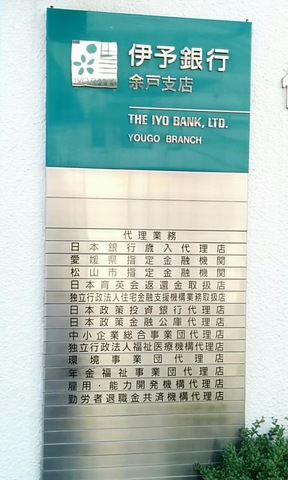 IYO BANK
伊予銀行
余戸支店
THE IYO BANK, LTD.
YOUGO BRANCH
代理業務
日本銀行歳入代理店
愛媛県指定金融機関
松山市指定金融機関
日本育英会返還金取扱店
独立行政法人住宅金融支援機構業務取扱店
日本政策投資銀行代理店
日本政策金融公庫代理店
中小企業総合事業団代理店
独立行政法人福祉医療機構代理店
環境事業団代理店
年金福祉事業団代理店
雇用・能力開発機構代理店
勤労者退職金共済機構代理店